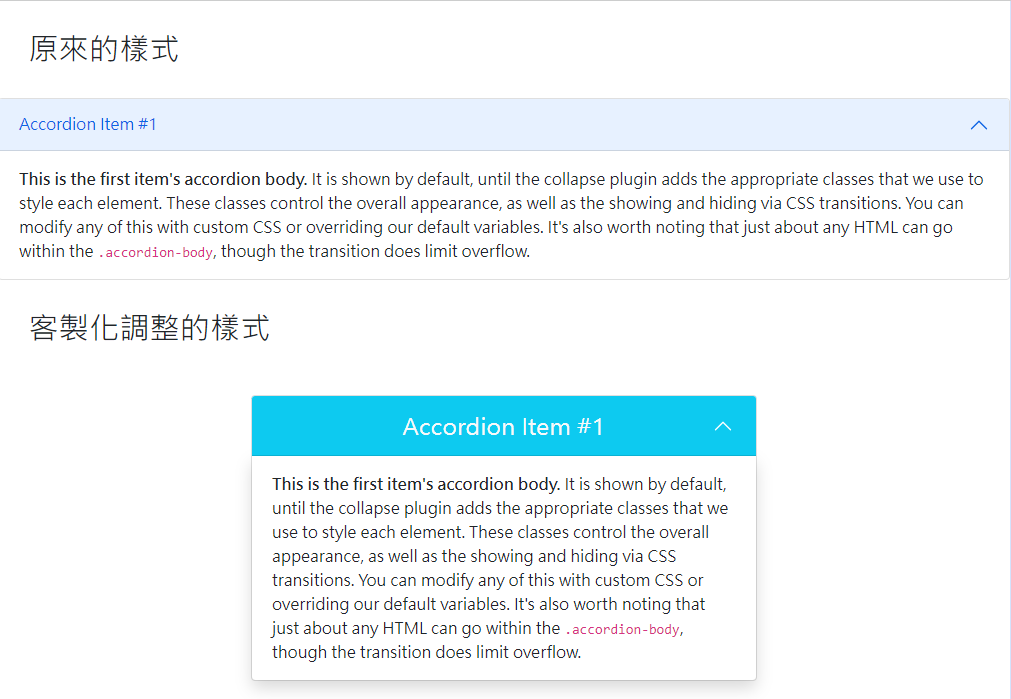 原來的樣式
Accordion Item #1
This is the first item's accordion body. It is shown by default, until the collapse plugin adds the appropriate classes that we use to
style each element. These classes control the overall appearance, as well as the showing and hiding via CSS transitions. You can
modify any of this with custom CSS or overriding our default variables. It's also worth noting that just about any HTML can go
within the .accordion-body, though the transition does limit overflow.
客製化調整的樣式
Accordion Item #1
This is the first item's accordion body. It is shown by default,
until the collapse plugin adds the appropriate classes that we
use to style each element. These classes control the overall
appearance, as well as the showing and hiding via CSS
transitions. You can modify any of this with custom CSS or
overriding our default variables. It's also worth noting that
just about any HTML can go within the .accordion-body,
though the transition does limit overflow.